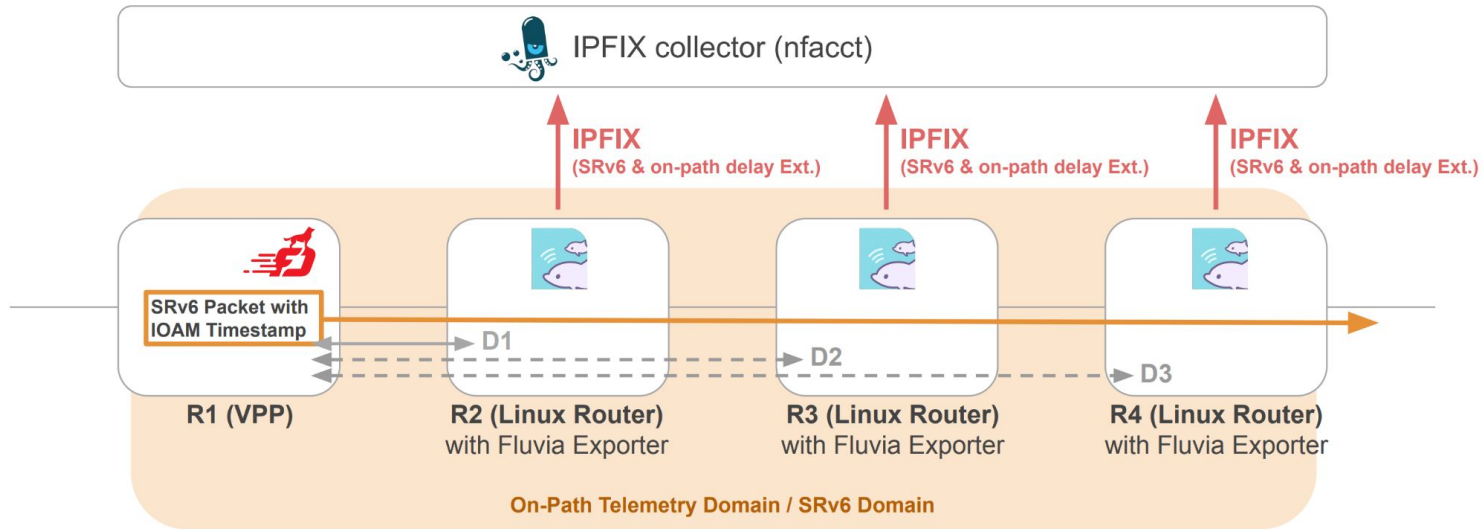 IPFIX collector (nfacct)
IPFIX
(SRv6 & on-path delay Ext.)
IPFIX
(SRv6 & on-path delay Ext.)
IPFIX
(SRv6 & on-path delay Ext.)
SRv6 Packet with
IOAM Timestamp
D1
D2
D3
R1 (VPP)
R2 (Linux Router)
with Fluvia Exporter
R3 (Linux Router)
with Fluvia Exporter
R4 (Linux Router)
with Fluvia Exporter
On-Path Telemetry Domain / SRv6 Domain